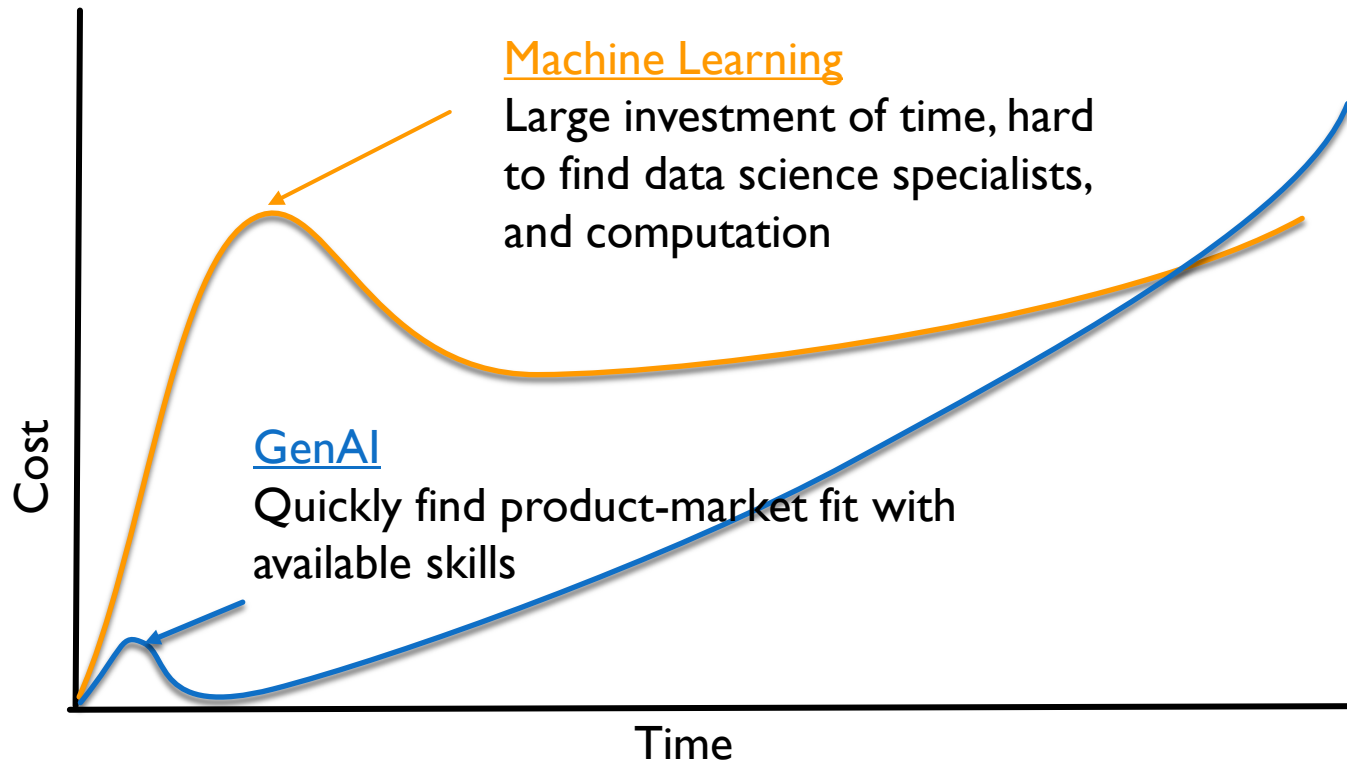 Machine Learning
Large investment of time, hard
to find data science specialists,
and computation
Cost
GenAI
Quickly find product-market fit with
available skills
Time